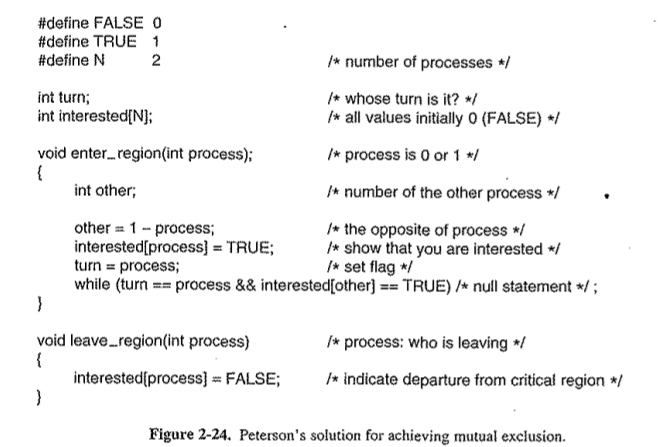 #define FALSE 0
#define TRUE 1
#define N 2 /* number of processes */
int turn; /* whose turn is it? */
int interested[N]; /* all values initially 0 (FALSE) */
void enter_region(int process); /* process is 0 or 1 */
{
int other; /* number of the other process */
other = 1 – process; /* the opposite of process */
interested[process] = TRUE; /* show that you are interested */
turn = process; /* set flag */
while (turn == process && interested[other] == TRUE) /* null statement */ ;
}
void leave_region(int process) /* process: who is leaving */
{
interested[process] = FALSE; /* indicate departure from critical region */
}
Figure 2-24. Peterson's solution for achieving mutual exclusion.